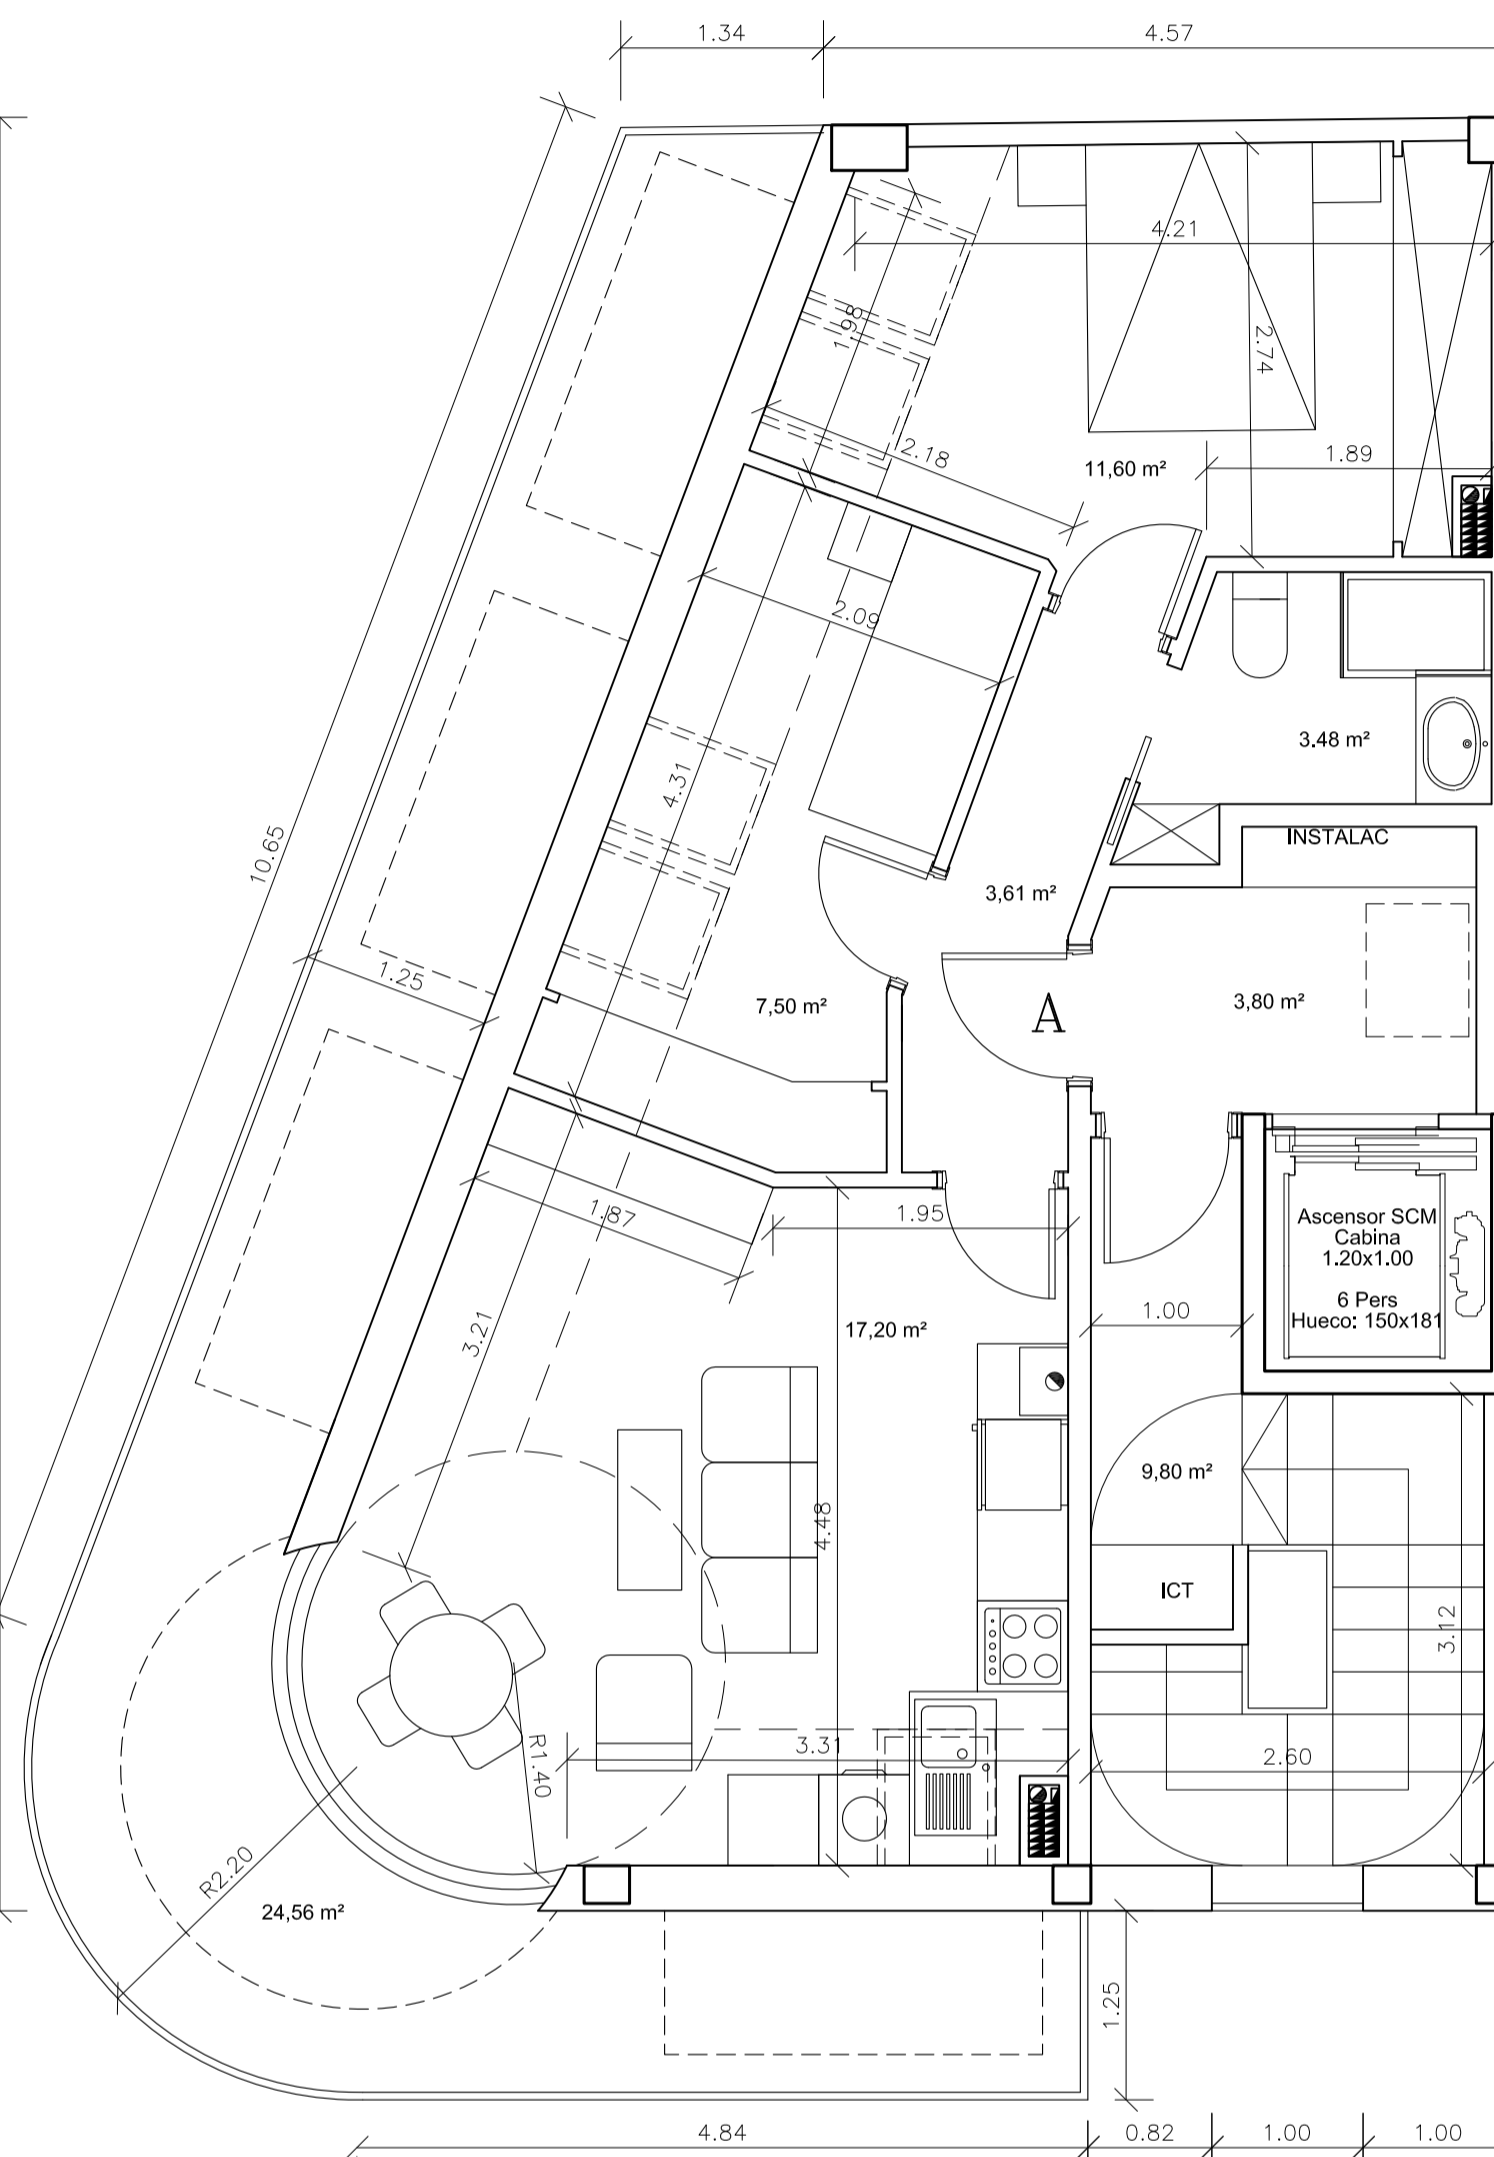 1.34
4.57
4.21
1.98
2.74
2.18
11,60 m²
1.89
2.09
3.48 m²
4.31
INSTALAC
10.65
3,61 m²
1.25
7,50 m²
A
3,80 m²
1.87
1.95
Ascensor SCM
Cabina
1.20x1.00
6 Pers
Hueco: 150x181
1.00
3.21
17,20 m²
9,80 m²
4.48
ICT
3.12
R1.40
3.31
2.60
R2.20
24,56 m²
1.25
4.84
0.82
1.00
1.00